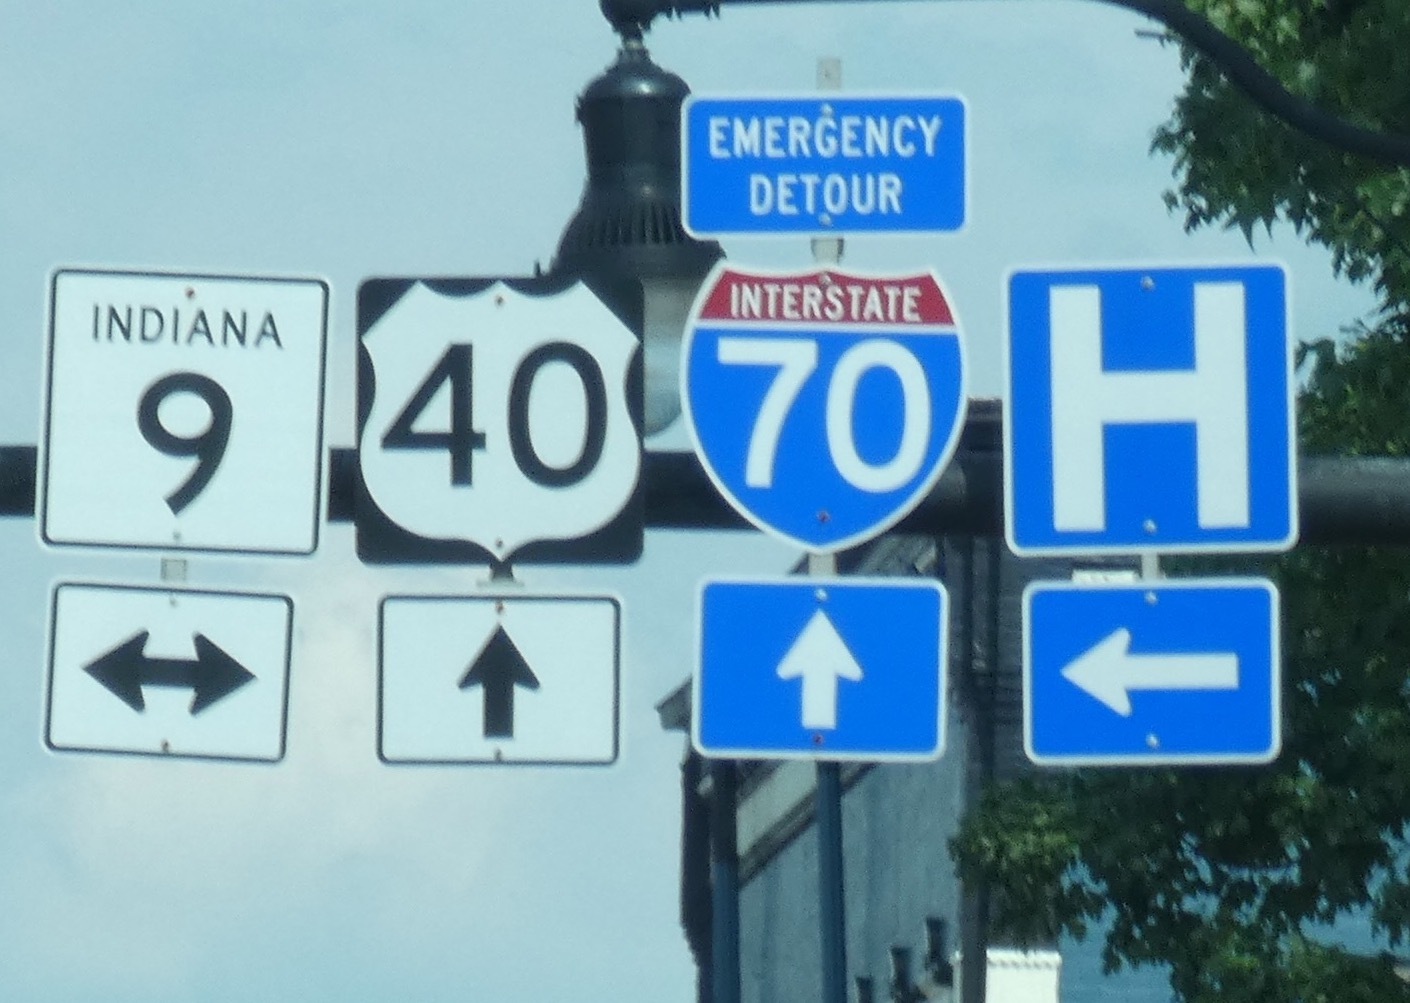 EMERGENCY
DETOUR
INDIANA
9
40
INTERSTATE
70
H